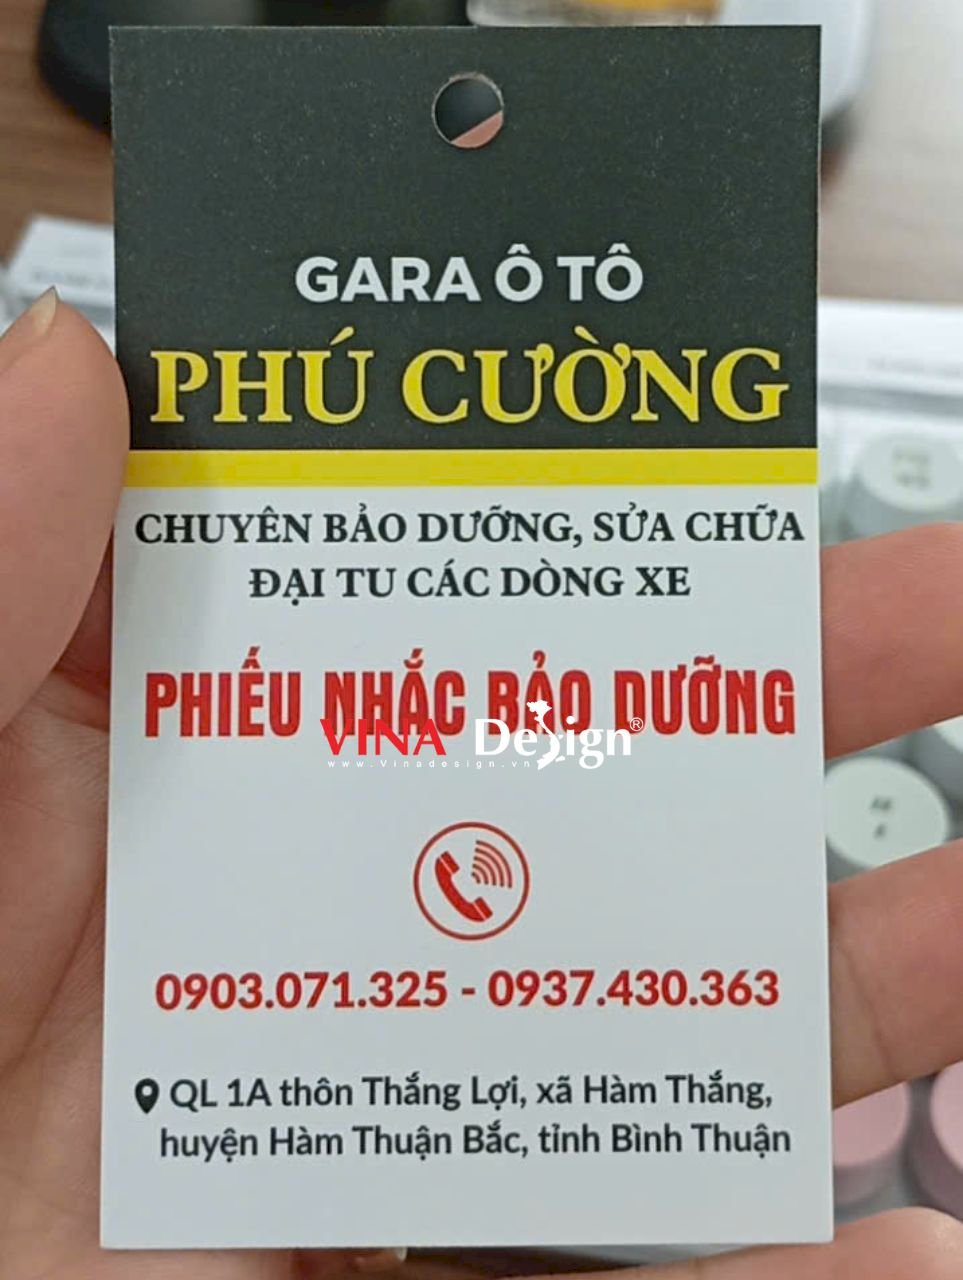 GARA Ô TÔ
PHÚ CƯỜNG
CHUYÊN BẢO DƯỠNG, SỬA CHỮA
ĐẠI TU CÁC DÒNG XE
PHIẾU NHẮC BẢO DƯỠNG
VINA Design®
www.Vinadesign.vn
0903.071.325 - 0937.430.363
QL 1A thôn Thắng Lợi, xã Hàm Thắng,
huyện Hàm Thuận Bắc, tỉnh Bình Thuận